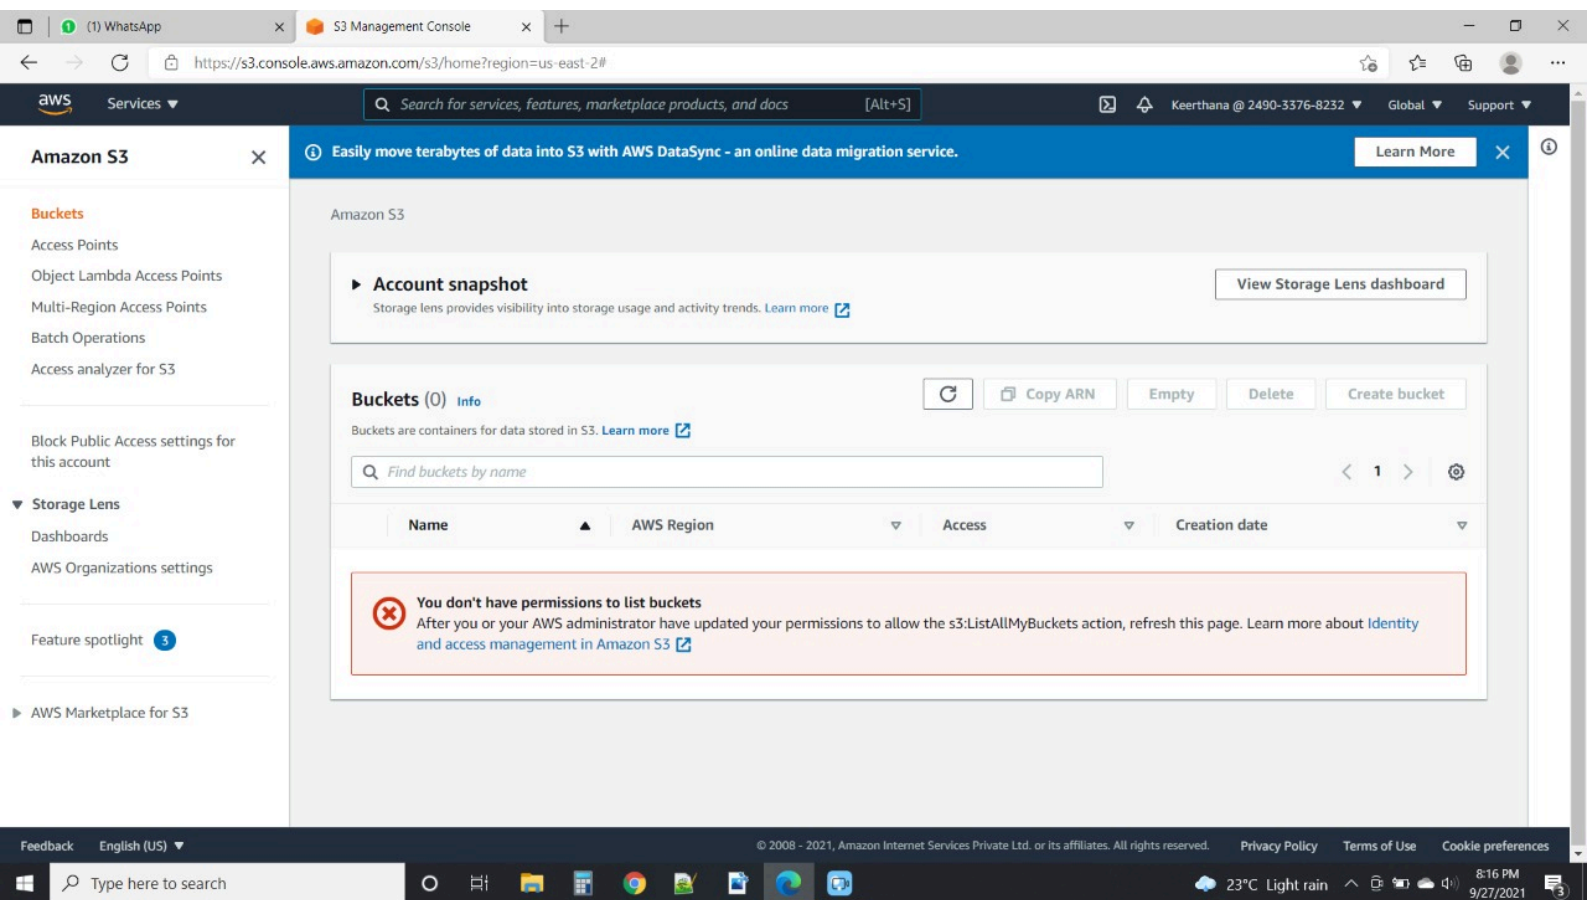 (1) WhatsApp
S3 Management Console
https://s3.console.aws.amazon.com/s3/home?region=us-east-2#
aws
Services
Search for services, features, marketplace products, and docs [Alt+S]
Keerthana @ 2490-3376-8232
Global
Support
Amazon S3
Easily move terabytes of data into S3 with AWS DataSync - an online data migration service.
Learn More
Buckets
Access Points
Object Lambda Access Points
Multi-Region Access Points
Batch Operations
Access analyzer for S3
Block Public Access settings for
this account
Storage Lens
Dashboards
AWS Organizations settings
Feature spotlight 3
AWS Marketplace for S3
Amazon S3
Account snapshot
Storage lens provides visibility into storage usage and activity trends. Learn more
View Storage Lens dashboard
Buckets (0) Info
Copy ARN
Empty
Delete
Create bucket
Buckets are containers for data stored in S3. Learn more
Find buckets by name
1
Name
AWS Region
Access
Creation date
You don't have permissions to list buckets
After you or your AWS administrator have updated your permissions to allow the s3:ListAllMyBuckets action, refresh this page. Learn more about Identity
and access management in Amazon S3
Feedback
English (US)
© 2008 - 2021, Amazon Internet Services Private Ltd. or its affiliates. All rights reserved.
Privacy Policy
Terms of Use
Cookie preferences
Type here to search
23°C Light rain
8:16 PM
9/27/2021
3